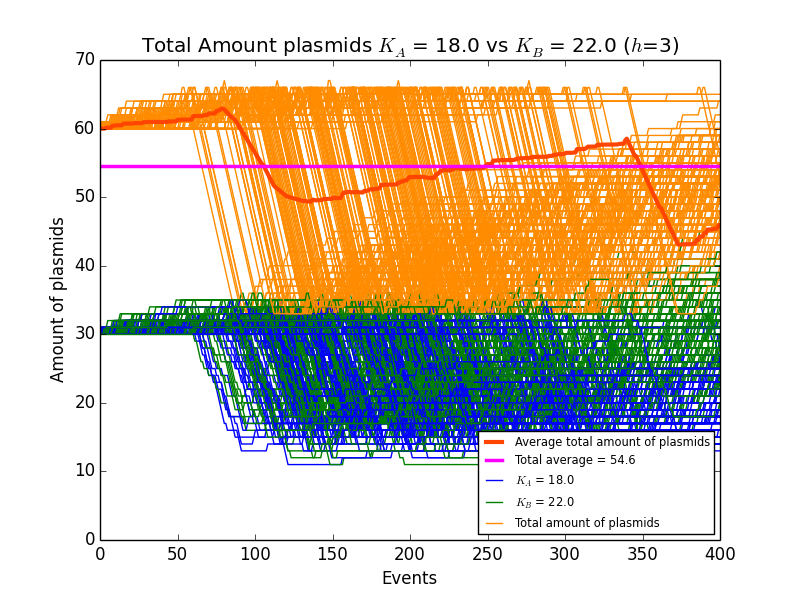 Total Amount plasmids K_A = 18.0 vs K_B = 22.0 (h=3)
70
60
50
40
30
20
10
0
Amount of plasmids
Average total amount of plasmids
Total average = 54.6
K_A = 18.0
K_B = 22.0
Total amount of plasmids
0 50 100 150 200 250 300 350 400
Events